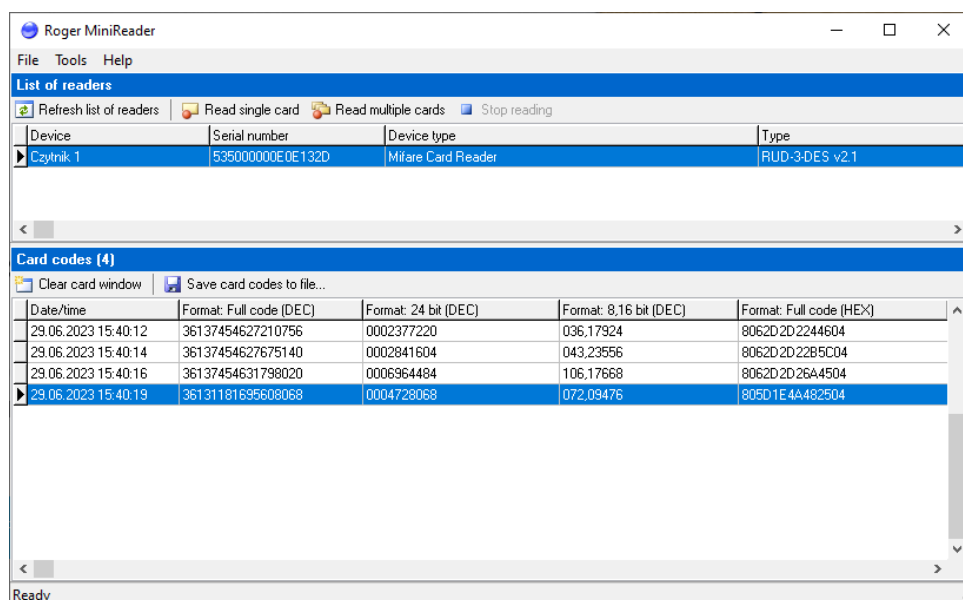 Roger MiniReader
File Tools Help
List of readers
Refresh list of readers Read single card Read multiple cards Stop reading
Device Serial number Device type Type
Czytnik 1 535000000E0E132D Mifare Card Reader RUD-3-DES v2.1
Card codes (4)
Clear card window Save card codes to file...
Date/time Format: Full code (DEC) Format: 24 bit (DEC) Format: 8,16 bit (DEC) Format: Full code (HEX)
29.06.2023 15:40:12 36137454627210756 0002377220 036,17924 8062D2D2244604
29.06.2023 15:40:14 36137454627675140 0002841604 043,23556 8062D2D22B5C04
29.06.2023 15:40:16 36137454631798020 0006964484 106,17668 8062D2D26A4504
29.06.2023 15:40:19 36131181695608068 0004728068 072,09476 805D1E4A482504
Ready